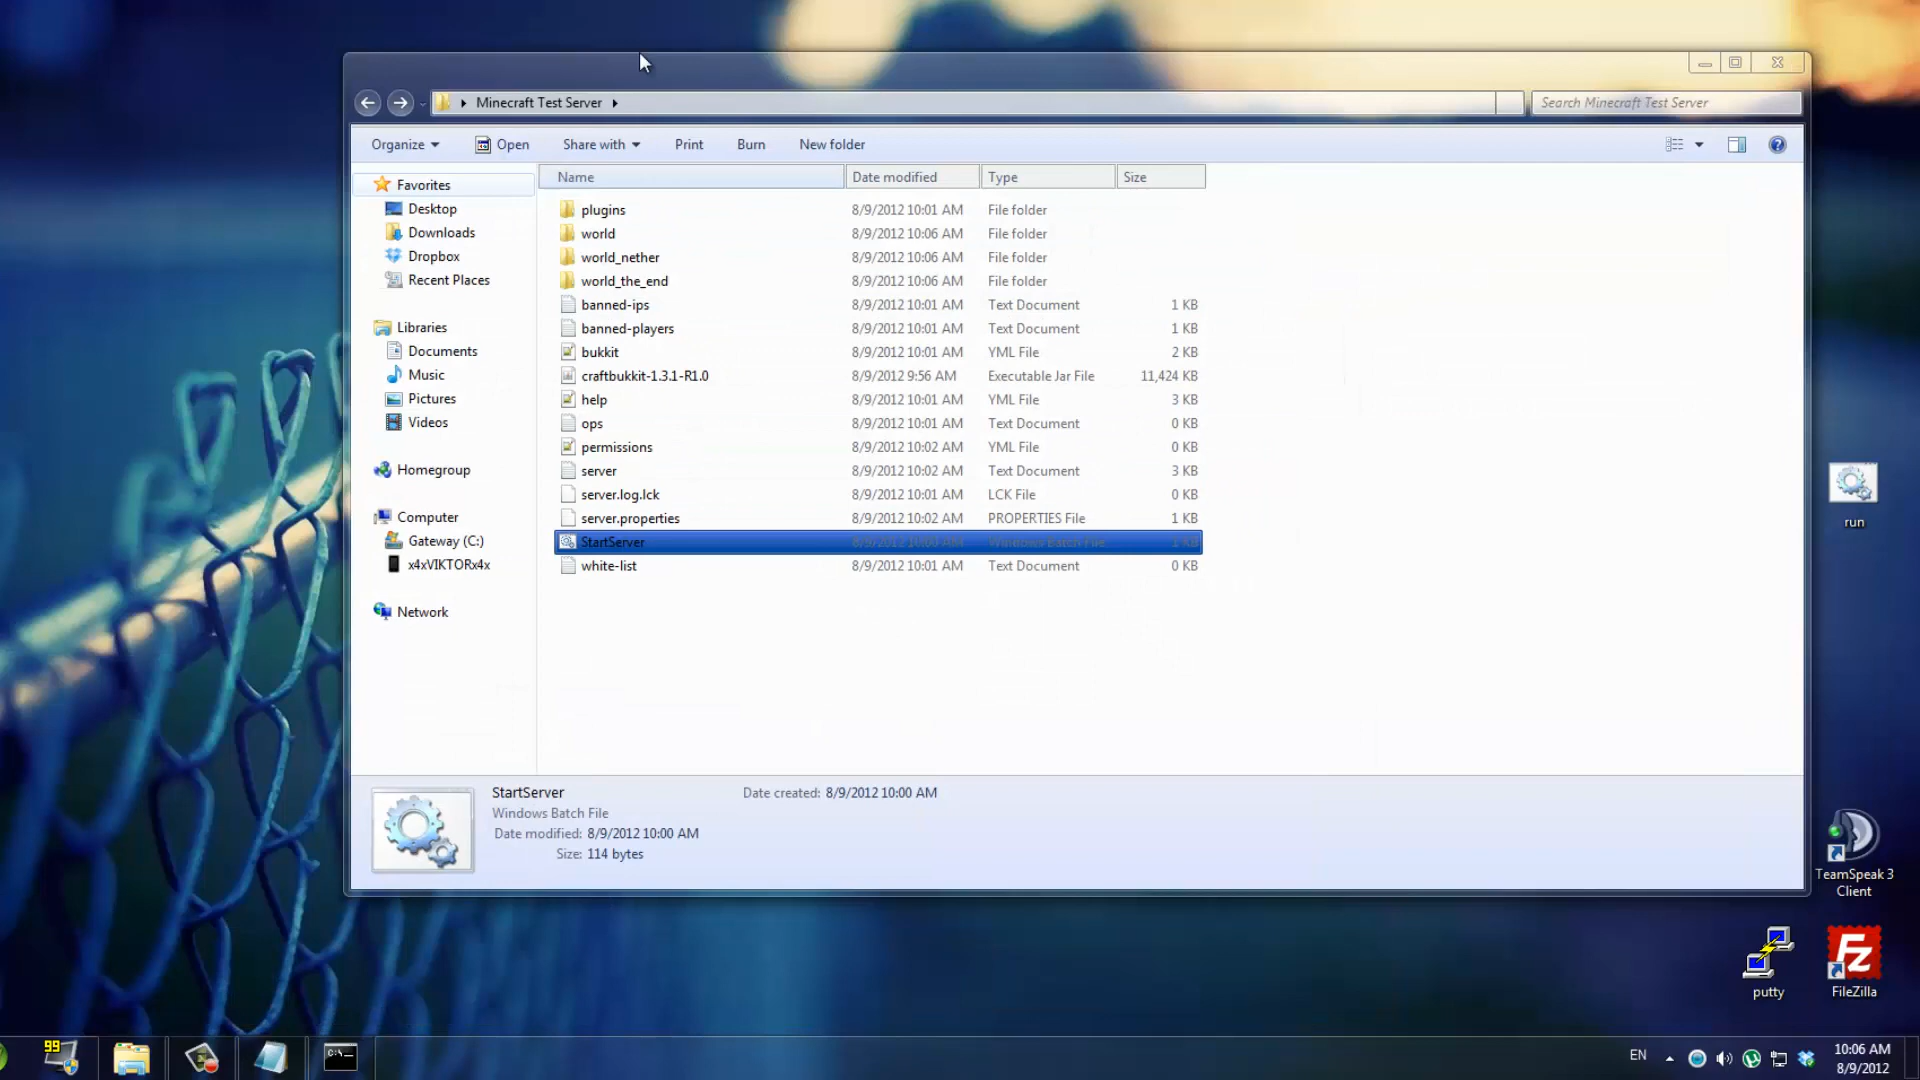 Minecraft Test Server
Search Minecraft Test Server
Organize Open Share with Print Burn New folder
Name Date modified Type Size
Favorites
Desktop
Downloads
Dropbox
Recent Places
Libraries
Documents
Music
Pictures
Videos
Homegroup
Computer
Gateway (C:)
x4xVIKTORx4x
Network
plugins 8/9/2012 10:01 AM File folder
world 8/9/2012 10:06 AM File folder
world_nether 8/9/2012 10:06 AM File folder
world_the_end 8/9/2012 10:06 AM File folder
banned-ips 8/9/2012 10:01 AM Text Document 1 KB
banned-players 8/9/2012 10:01 AM Text Document 1 KB
bukkit 8/9/2012 10:01 AM YML File 2 KB
craftbukkit-1.3.1-R1.0 8/9/2012 9:56 AM Executable Jar File 11,424 KB
help 8/9/2012 10:01 AM YML File 3 KB
ops 8/9/2012 10:01 AM Text Document 0 KB
permissions 8/9/2012 10:02 AM YML File 0 KB
server 8/9/2012 10:02 AM Text Document 3 KB
server.log.lck 8/9/2012 10:01 AM LCK File 0 KB
server.properties 8/9/2012 10:02 AM PROPERTIES File 1 KB
StartServer 8/9/2012 10:00 AM Windows Batch File 1 KB
white-list 8/9/2012 10:01 AM Text Document 0 KB
StartServer
Windows Batch File
Date modified: 8/9/2012 10:00 AM
Size: 114 bytes
Date created: 8/9/2012 10:00 AM
run
TeamSpeak 3
Client
putty
FileZilla
99
C:\
EN
10:06 AM
8/9/2012